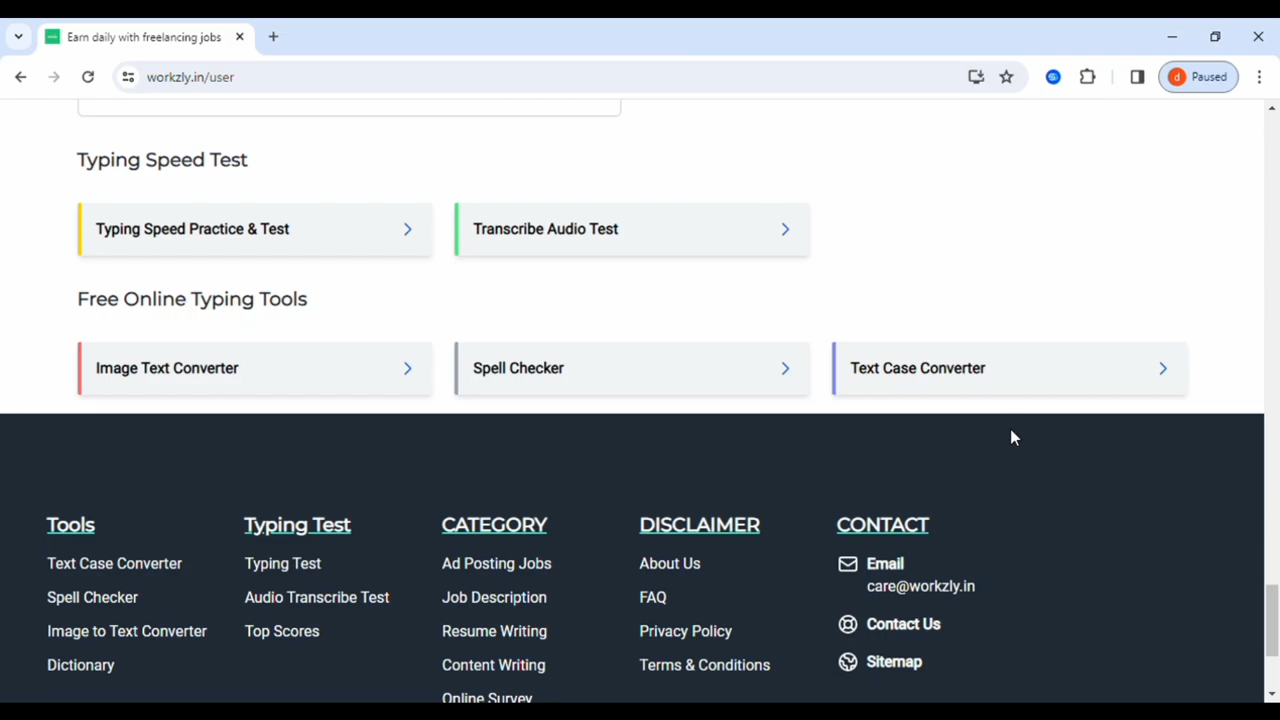 Earn daily with freelancing jobs
workzly.in/user
d Paused
Typing Speed Test
Typing Speed Practice & Test
Transcribe Audio Test
Free Online Typing Tools
Image Text Converter
Spell Checker
Text Case Converter
Tools
Text Case Converter
Spell Checker
Image to Text Converter
Dictionary
Typing Test
Typing Test
Audio Transcribe Test
Top Scores
CATEGORY
Ad Posting Jobs
Job Description
Resume Writing
Content Writing
Online Survey
DISCLAIMER
About Us
FAQ
Privacy Policy
Terms & Conditions
CONTACT
Email
care@workzly.in
Contact Us
Sitemap